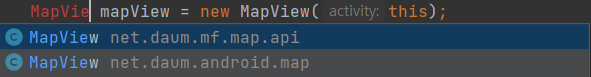 MapVie mapView = new MapView( activity: this);
C MapView net.daum.mf.map.api
C MapView net.daum.android.map